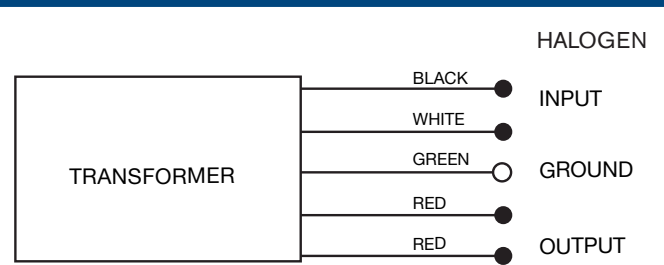 HALOGEN
BLACK
INPUT
WHITE
GREEN
GROUND
TRANSFORMER
RED
RED
OUTPUT